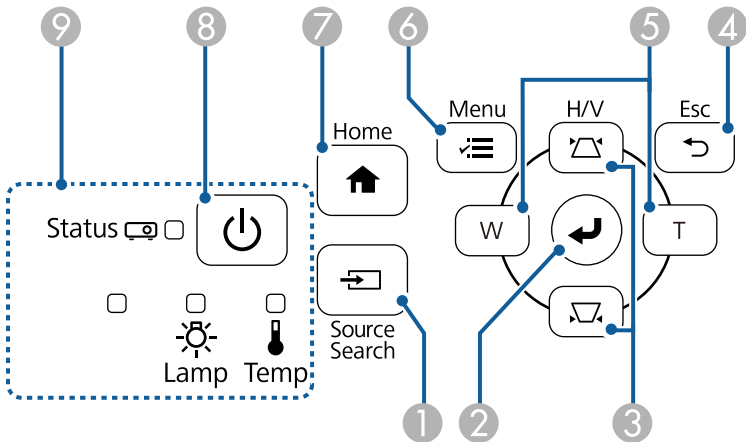 9 8 7 6 5 4
Menu H/V Esc
Home
Status
W T
Source
Search
Lamp Temp
1 2 3